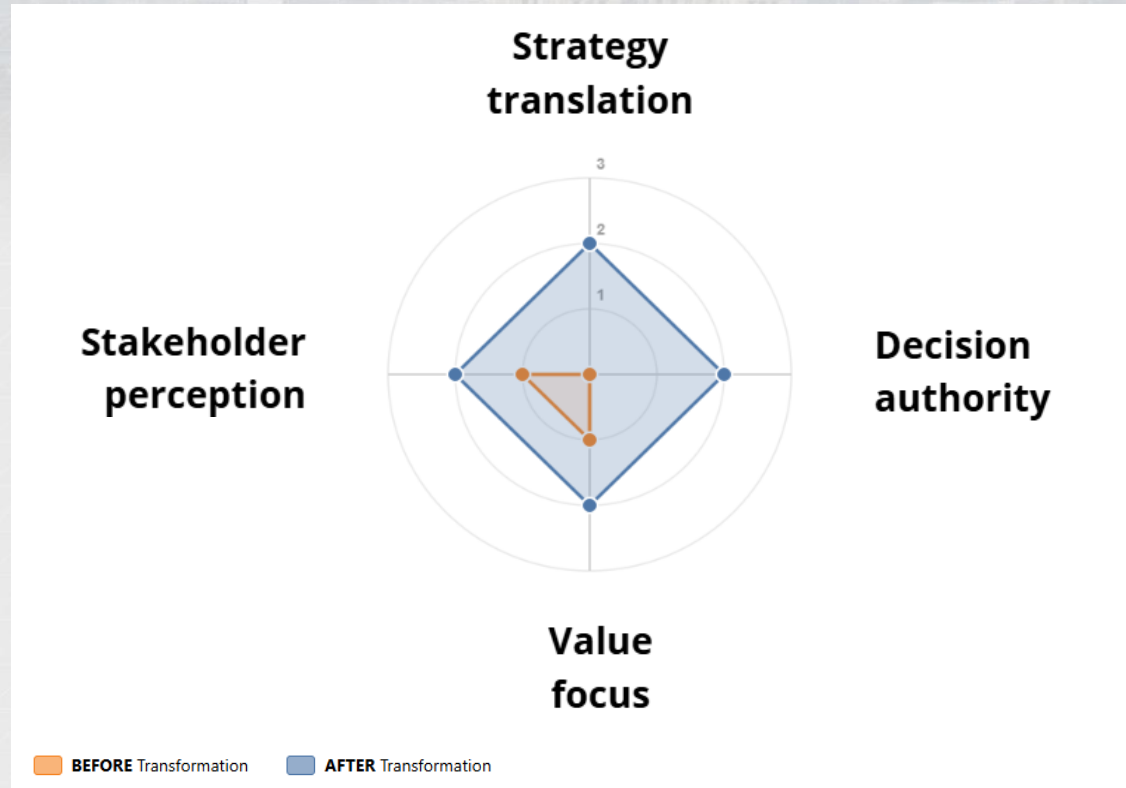 Strategy
translation
3
2
1
Stakeholder
perception
Decision
authority
Value
focus
BEFORE Transformation
AFTER Transformation